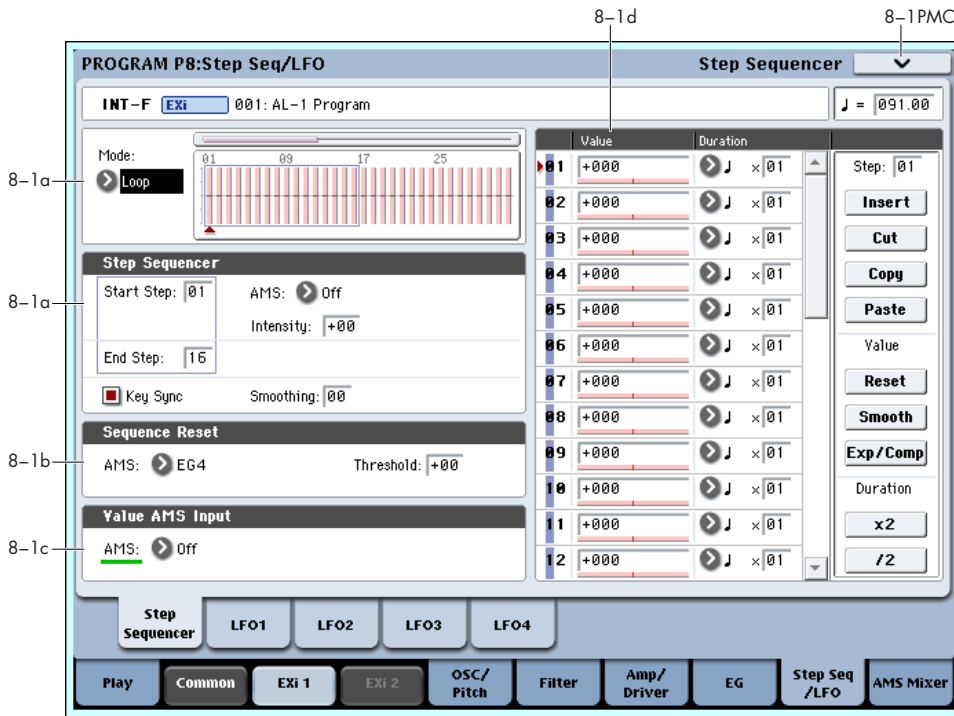 8–1d
8–1PMC
PROGRAM P8:Step Seq/LFO
Step Sequencer
INT-F EXi 001: AL-1 Program
♩ = 091.00
8–1a
Mode:
Loop
01 09 17 25
8–1a
Step Sequencer
Start Step: 01
AMS: Off
Intensity: +00
End Step: 16
Key Sync
Smoothing: 00
8–1b
Sequence Reset
AMS: EG4
Threshold: +00
8–1c
Value AMS Input
AMS: Off
Value Duration
01 +000 ♩ ×01
02 +000 ♩ ×01
03 +000 ♩ ×01
04 +000 ♩ ×01
05 +000 ♩ ×01
06 +000 ♩ ×01
07 +000 ♩ ×01
08 +000 ♩ ×01
09 +000 ♩ ×01
10 +000 ♩ ×01
11 +000 ♩ ×01
12 +000 ♩ ×01
Step: 01
Insert
Cut
Copy
Paste
Value
Reset
Smooth
Exp/Comp
Duration
x2
/2
Step
Sequencer
LFO1
LFO2
LFO3
LFO4
Play
Common
EXi 1
EXi 2
OSC/
Pitch
Filter
Amp/
Driver
EG
Step Seq
/LFO
AMS Mixer